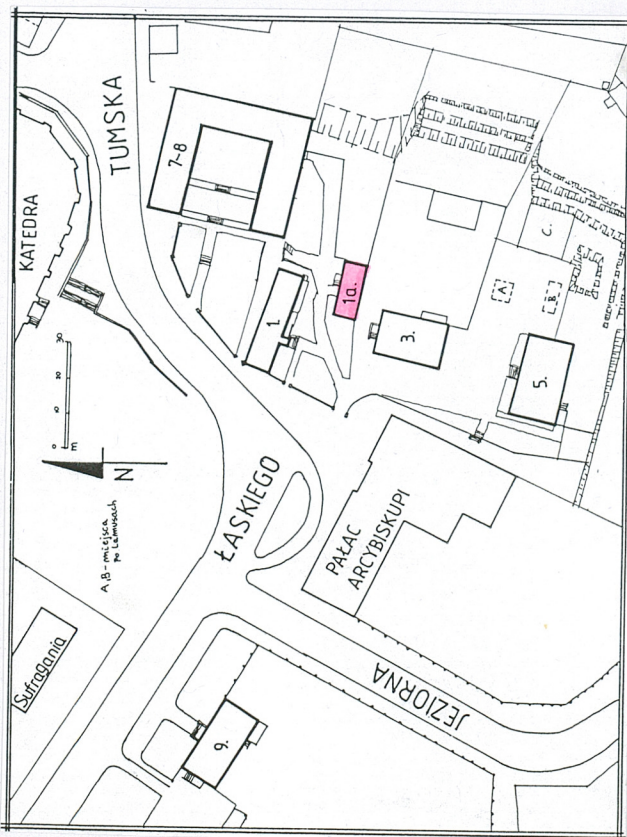 KATEDRA
TUMSKA
7-8
1.
1a.
3.
5.
A
B
C.
0 10 20 30
m
N
A, B - miejsca
po Lamusach
ŁASKIEGO
PAŁAC
ARCYBISKUPI
Sufragania
JEZIORNA
9.